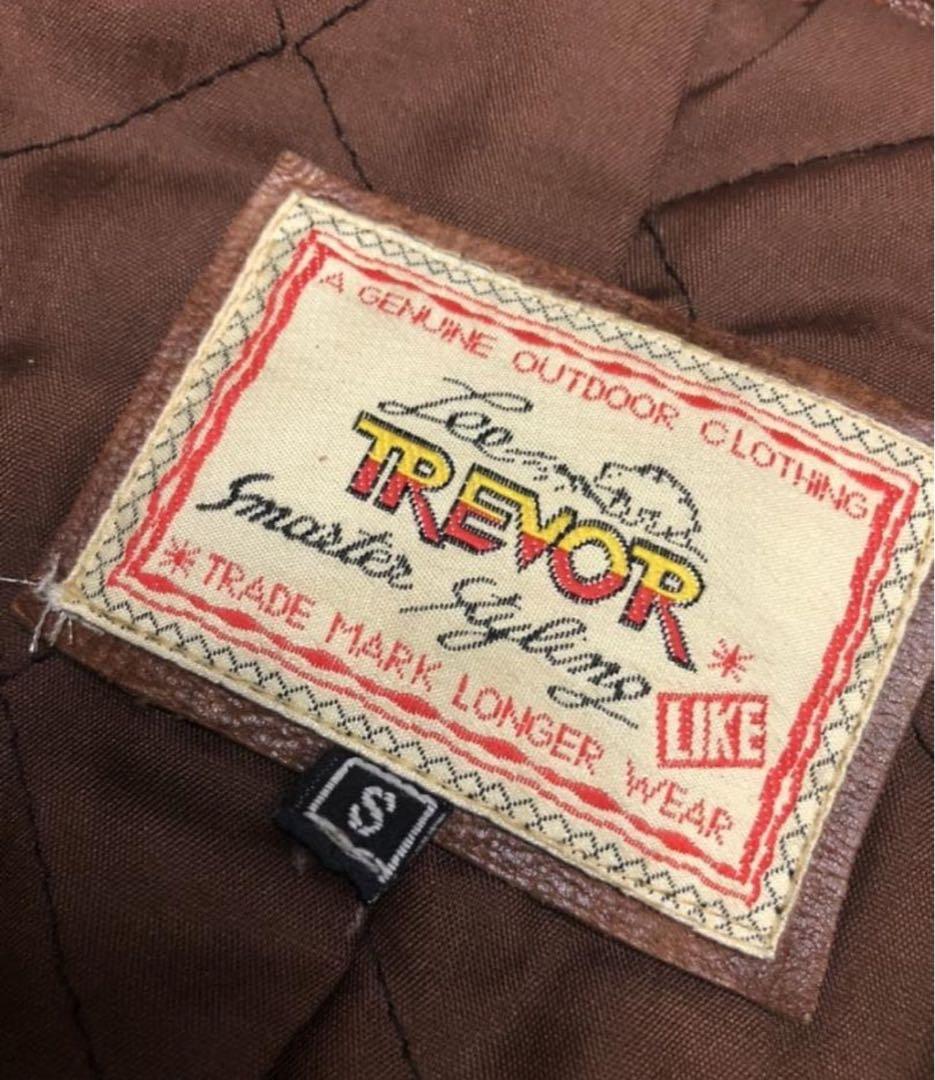 A GENUINE OUTDOOR CLOTHING
Leo
TREVOR
Smaster Styling
*TRADE MARK LONGER WEAR
*
LIKE
S